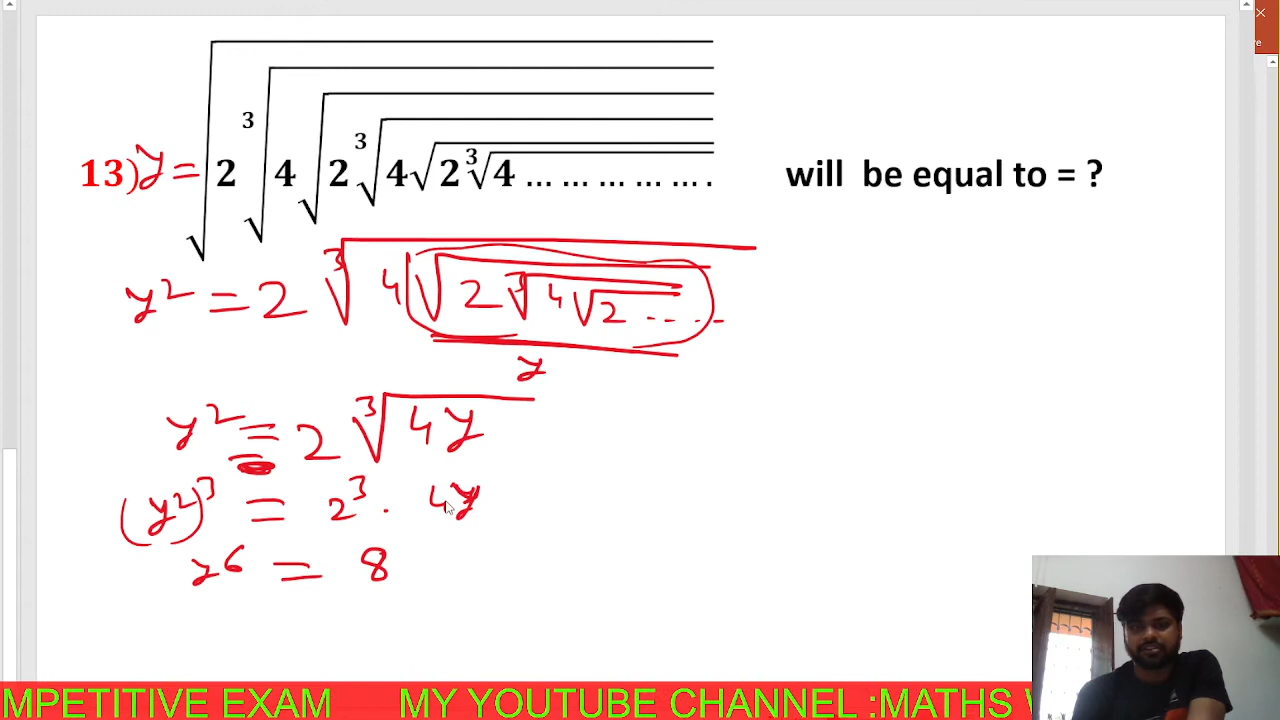 13) y = √2 ∛4 √2 ∛4 √2 ∛4 ... ... ... ... ... . will be equal to = ?
y² = 2 ∛4 √2 ∛4 √2 ....
y
y² = 2 ∛4y
(y²)³ = 2³ . 4y
y⁶ = 8
MPETITIVE EXAM MY YOUTUBE CHANNEL :MATHS